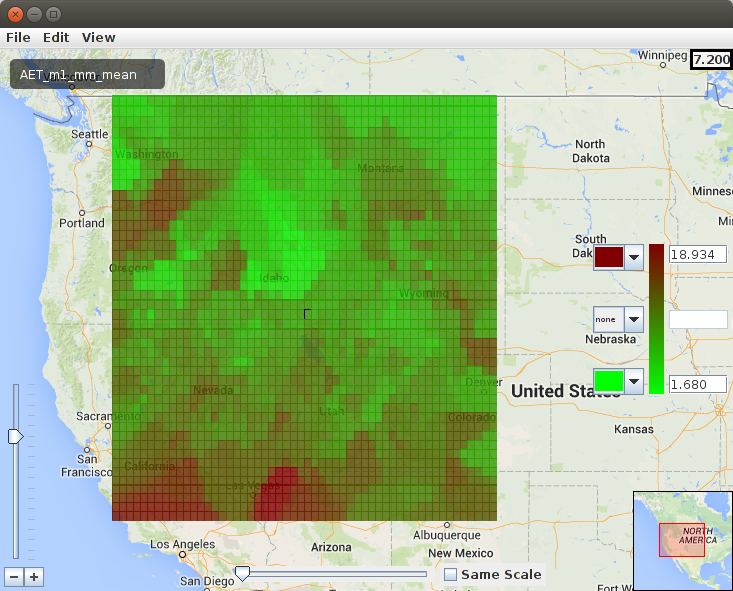 File Edit View
Winnipeg
7.200
AET_m1_mm_mean
Seattle
Washington
Montana
North
Dakota
Minnes
Portland
Oregon
Idaho
South
Dak
18.934
Wyoming
none
Nebraska
Nevada
Utah
Denver
United States
1.680
Sacramento
Colorado
Kansas
San
Francisco
California
Las Vegas
NORTH
AMERICA
Los Angeles
Arizona
Albuquerque
New Mexico
San Diego
Same Scale
Fort W